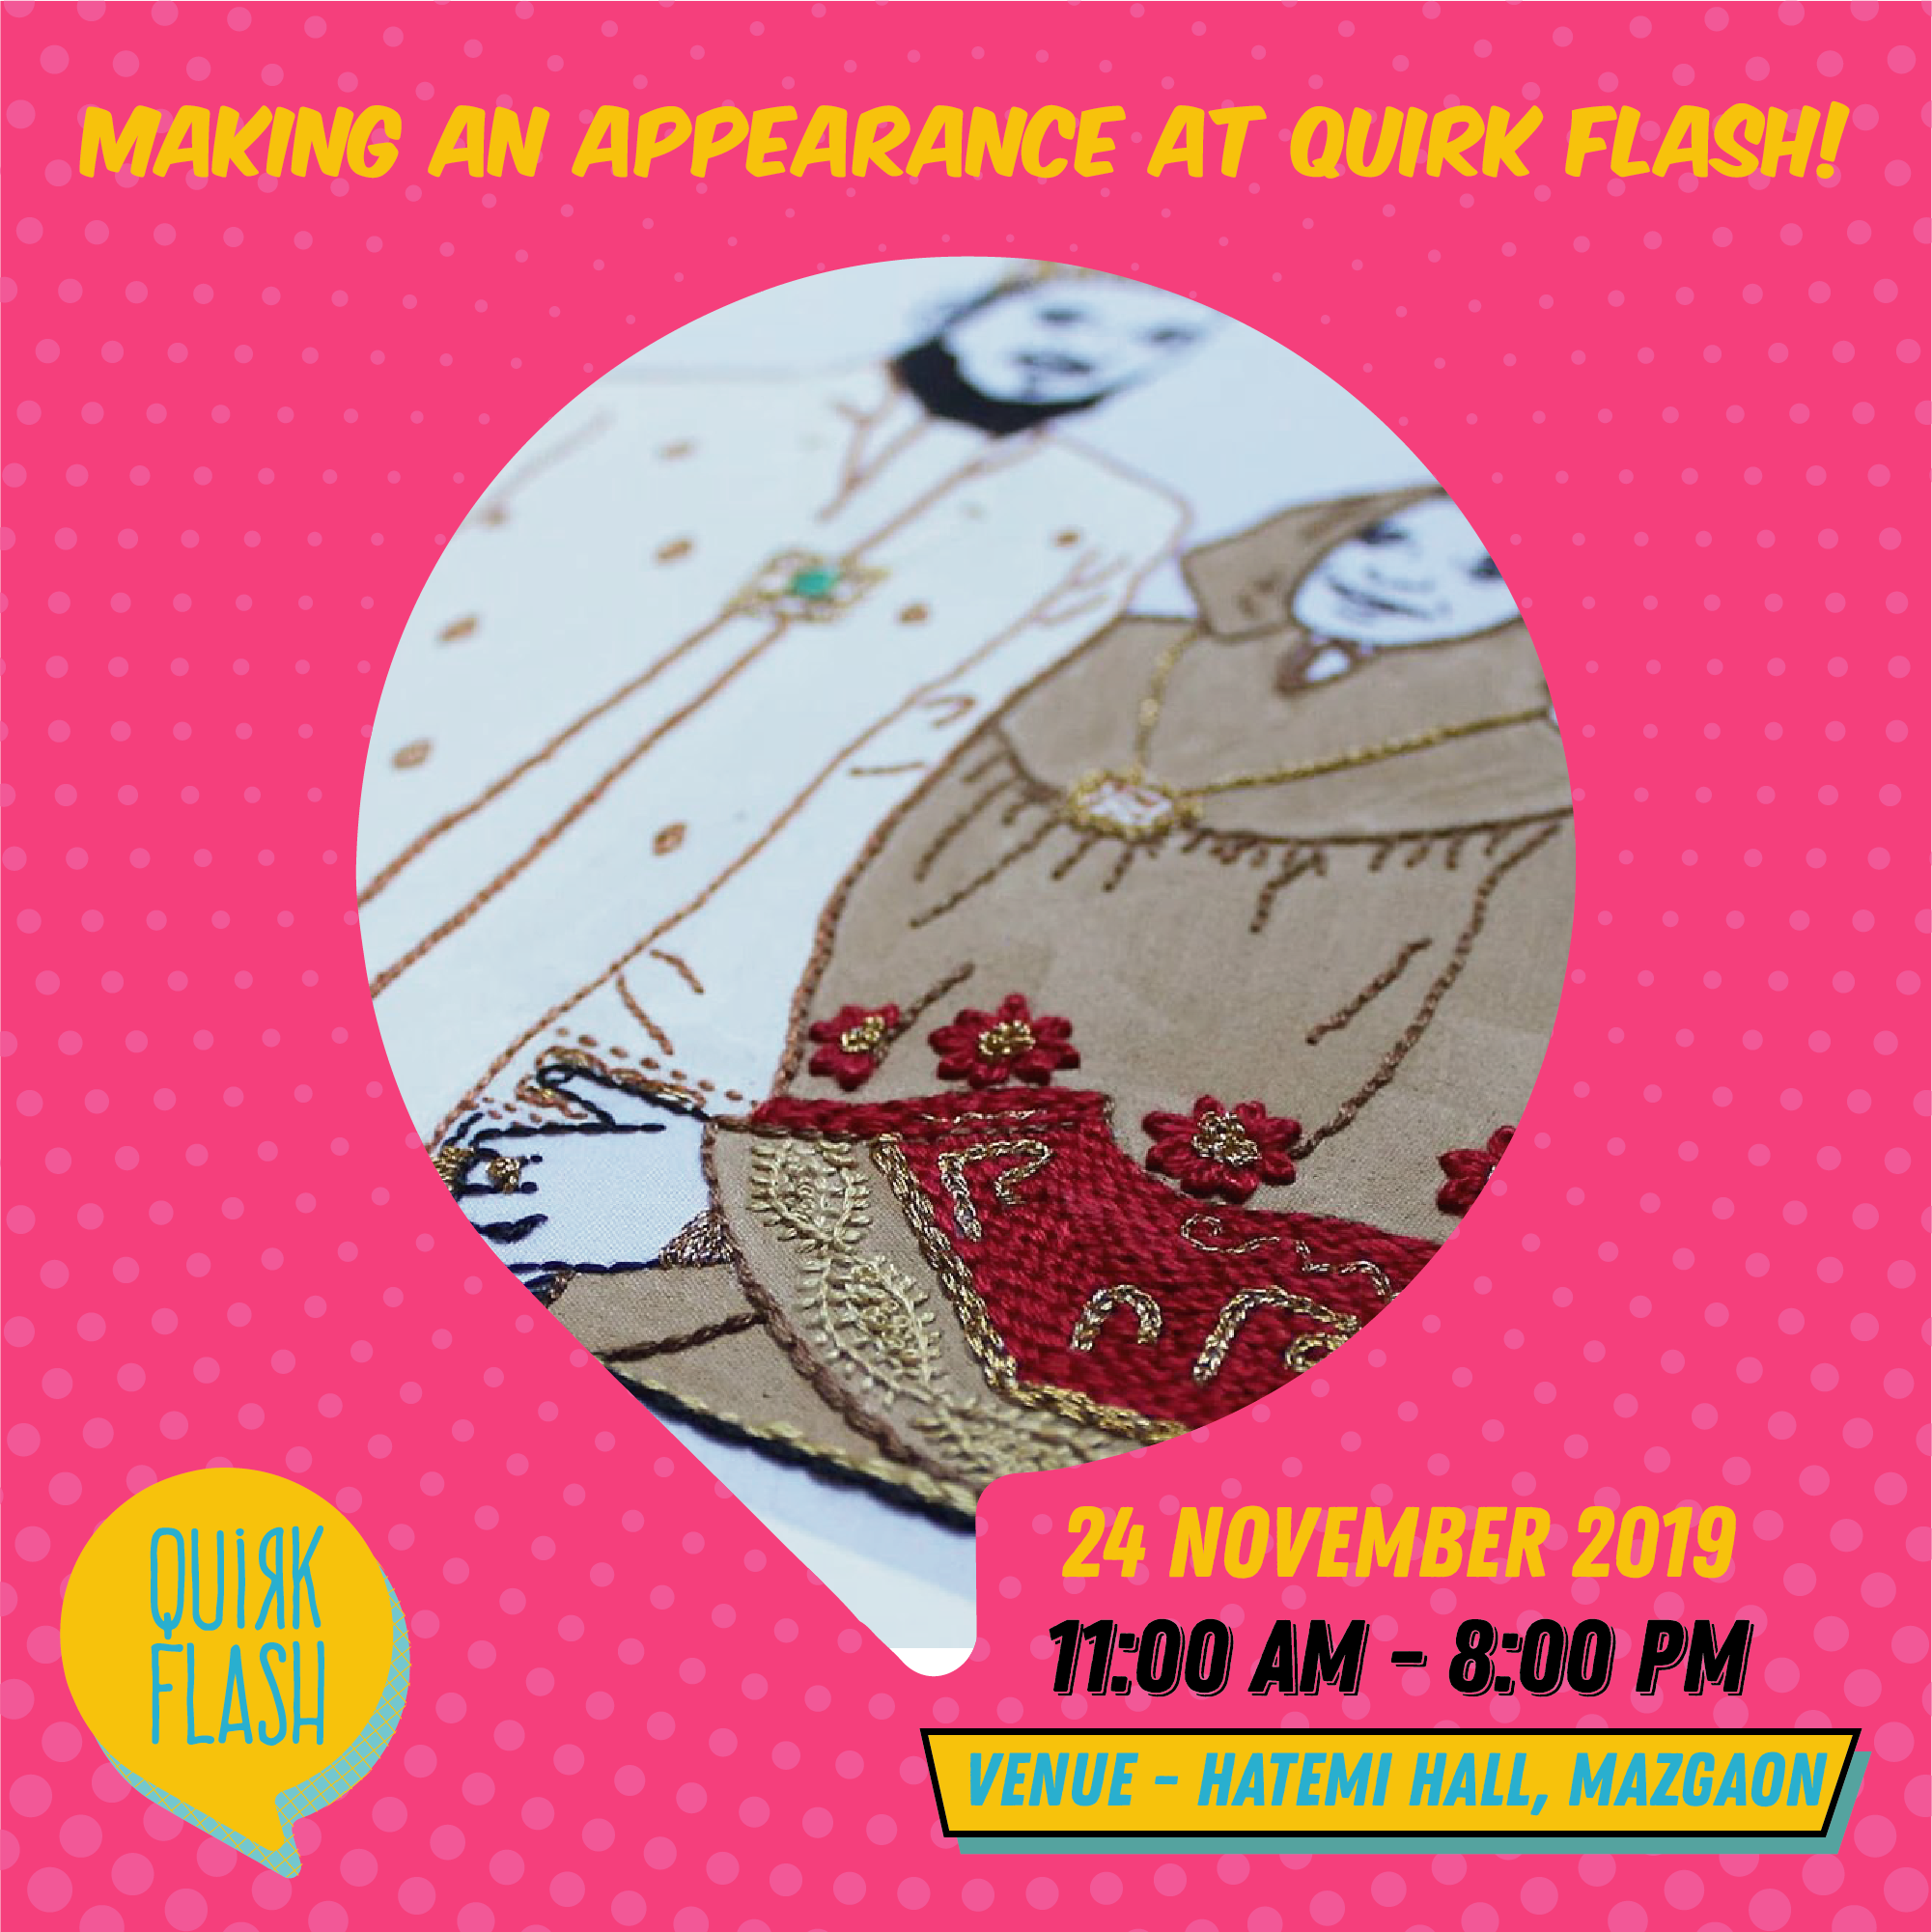 MAKING AN APPEARANCE AT QUIRK FLASH!
24 NOVEMBER 2019
11:00 AM - 8:00 PM
VENUE - HATEMI HALL, MAZGAON
QUIRK
FLASH